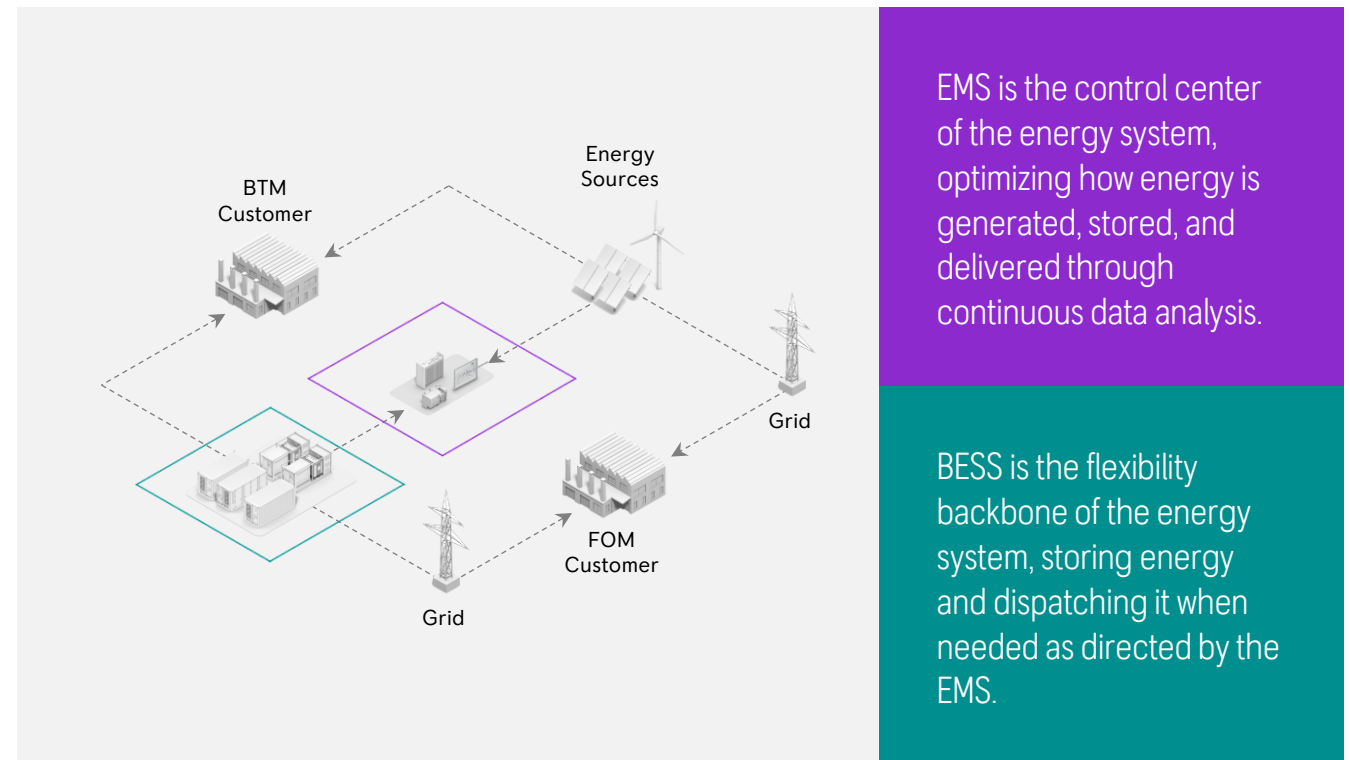 Energy
Sources
BTM
Customer
Grid
FOM
Customer
Grid
EMS is the control center
of the energy system,
optimizing how energy is
generated, stored, and
delivered through
continuous data analysis.
BESS is the flexibility
backbone of the energy
system, storing energy
and dispatching it when
needed as directed by the
EMS.